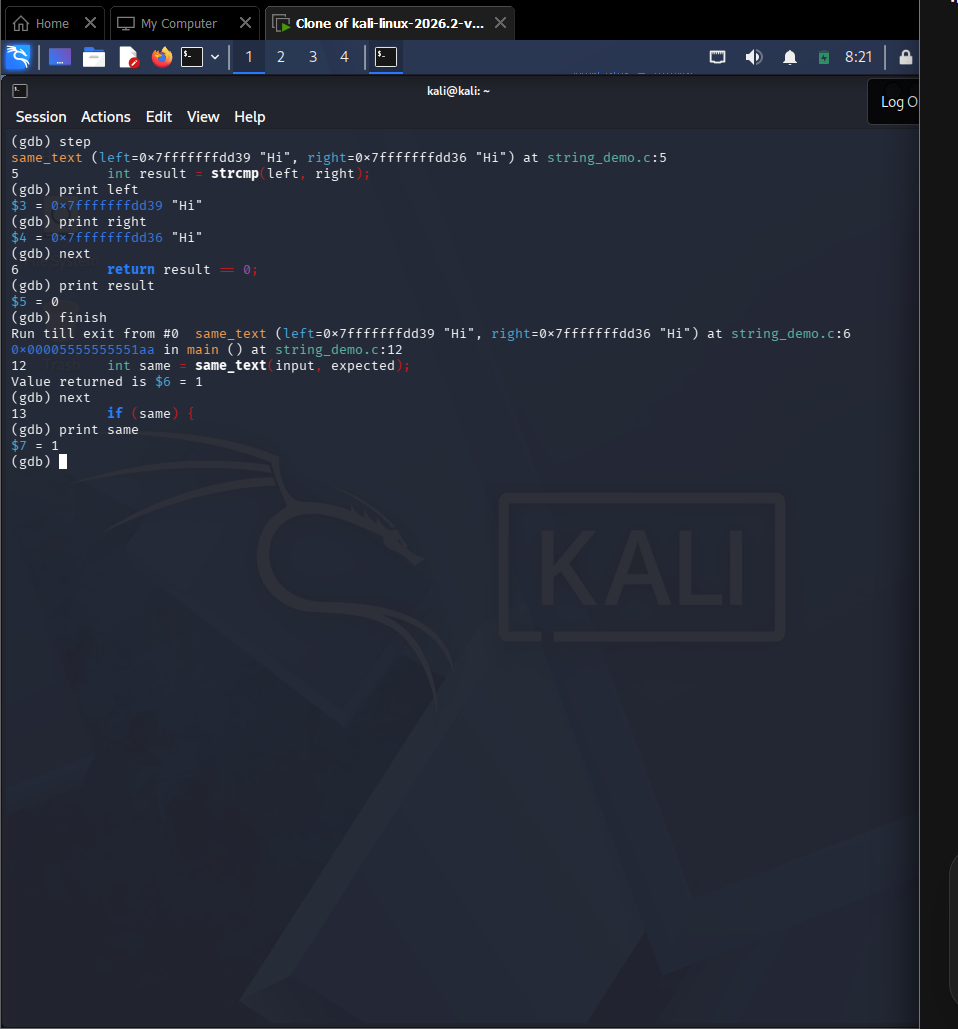 Home
My Computer
Clone of kali-linux-2026.2-v...
1 2 3 4
8:21
kali@kali: ~
Log O
Session Actions Edit View Help
(gdb) step
same_text (left=0x7fffffffdd39 "Hi", right=0x7fffffffdd36 "Hi") at string_demo.c:5
5           int result = strcmp(left, right);
(gdb) print left
$3 = 0x7fffffffdd39 "Hi"
(gdb) print right
$4 = 0x7fffffffdd36 "Hi"
(gdb) next
6           return result == 0;
(gdb) print result
$5 = 0
(gdb) finish
Run till exit from #0  same_text (left=0x7fffffffdd39 "Hi", right=0x7fffffffdd36 "Hi") at string_demo.c:6
0x00005555555551aa in main () at string_demo.c:12
12          int same = same_text(input, expected);
Value returned is $6 = 1
(gdb) next
13          if (same) {
(gdb) print same
$7 = 1
(gdb)
KALI